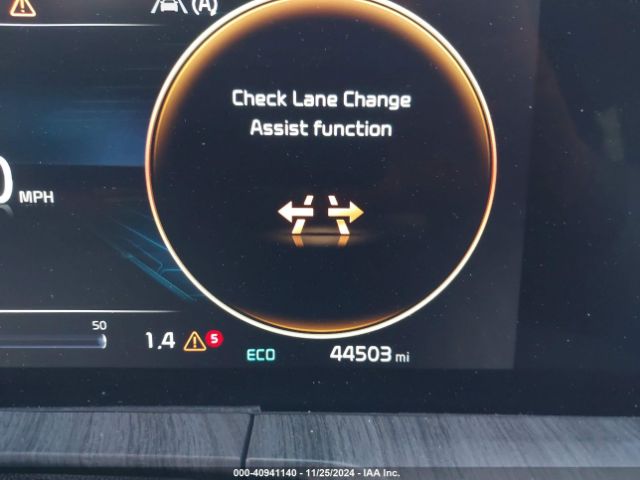 (A)
Check Lane Change
Assist function
0 MPH
50
1.4 5
ECO
44503 mi
000-40941140 - 11/25/2024 - IAA Inc.